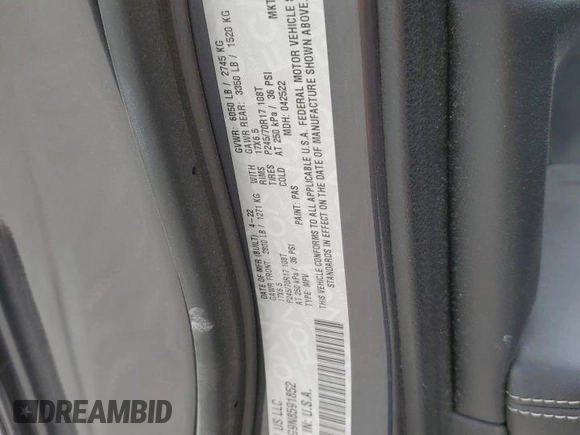 US LLC
G9N8591852
IN: U.S.A.
DATE OF MFR (BUILT): 4-22
GVWR: 6050 LB / 2745 KG
GAWR FRONT: 2800 LB / 1271 KG WITH GAWR REAR: 3350 LB / 1520 KG
17X6.5 RIMS 17X6.5
P245/70R17 108T TIRES P245/70R17 108T
AT 250 kPa / 36 PSI COLD AT 250 kPa / 36 PSI
TYPE: MPV PAINT: PAS MDH: 042522
MKT
THIS VEHICLE CONFORMS TO ALL APPLICABLE U.S.A. FEDERAL MOTOR VEHICLE
STANDARDS IN EFFECT ON THE DATE OF MANUFACTURE SHOWN ABOVE.
DREAMBID